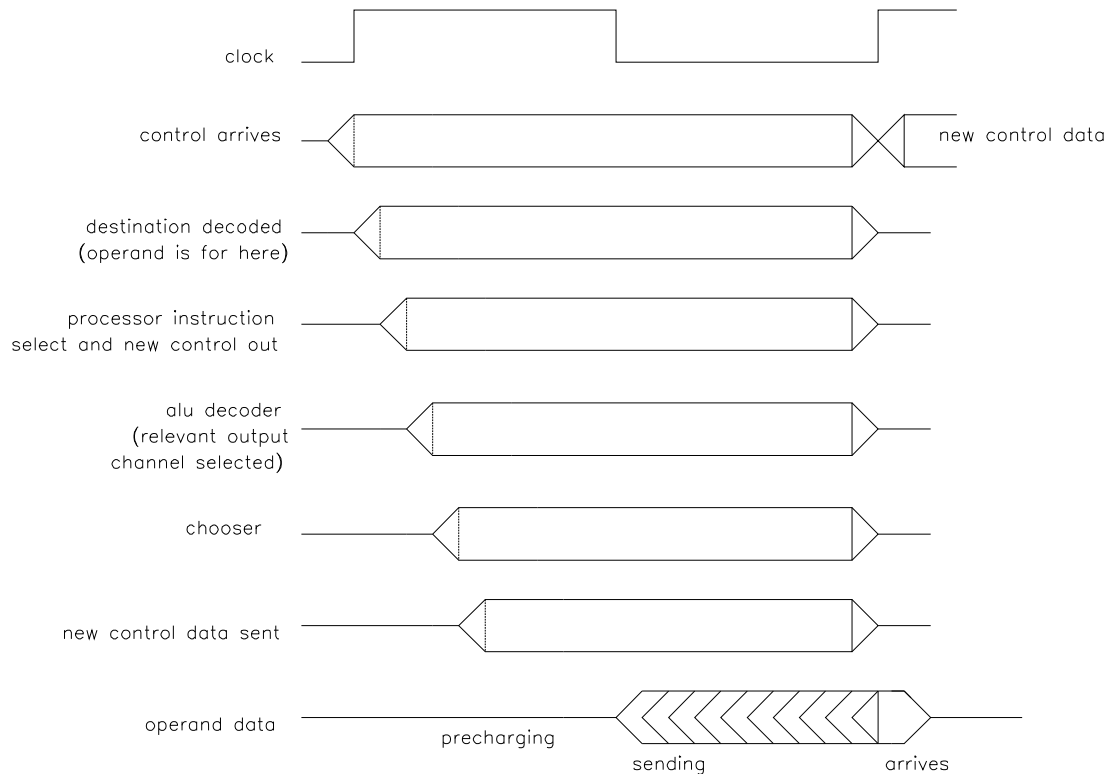 clock
control arrives
new control data
destination decoded
(operand is for here)
processor instruction
select and new control out
alu decoder
(relevant output
channel selected)
chooser
new control data sent
operand data
precharging
sending
arrives